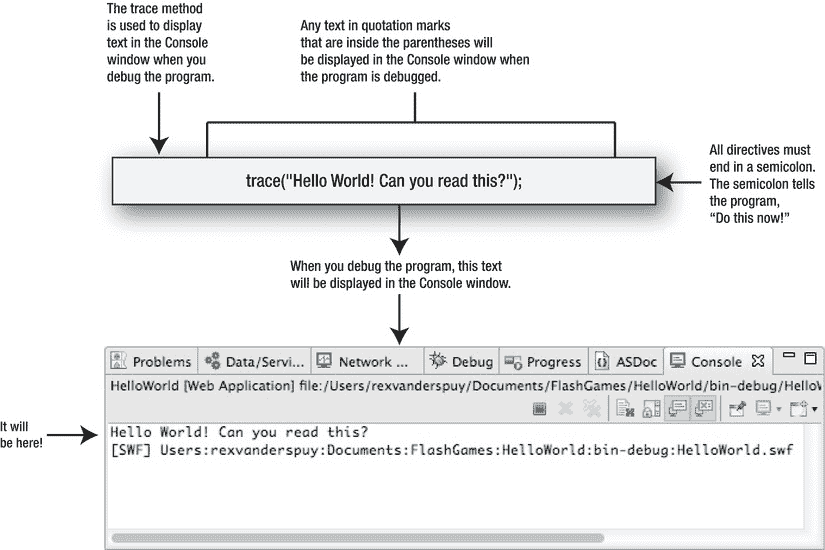 The trace method
is used to display
text in the Console
window when you
debug the program.
Any text in quotation marks
that are inside the parentheses will
be displayed in the Console window when
the program is debugged.
trace("Hello World! Can you read this?");
All directives must
end in a semicolon.
The semicolon tells
the program,
“Do this now!”
When you debug the program, this text
will be displayed in the Console window.
Problems Data/Servi... Network ... Debug Progress ASDoc Console
HelloWorld [Web Application] file:/Users/rexvanderspuy/Documents/FlashGames/HelloWorld/bin-debug/HelloW
It will
be here!
Hello World! Can you read this?
[SWF] Users:rexvanderspuy:Documents:FlashGames:HelloWorld:bin-debug:HelloWorld.swf